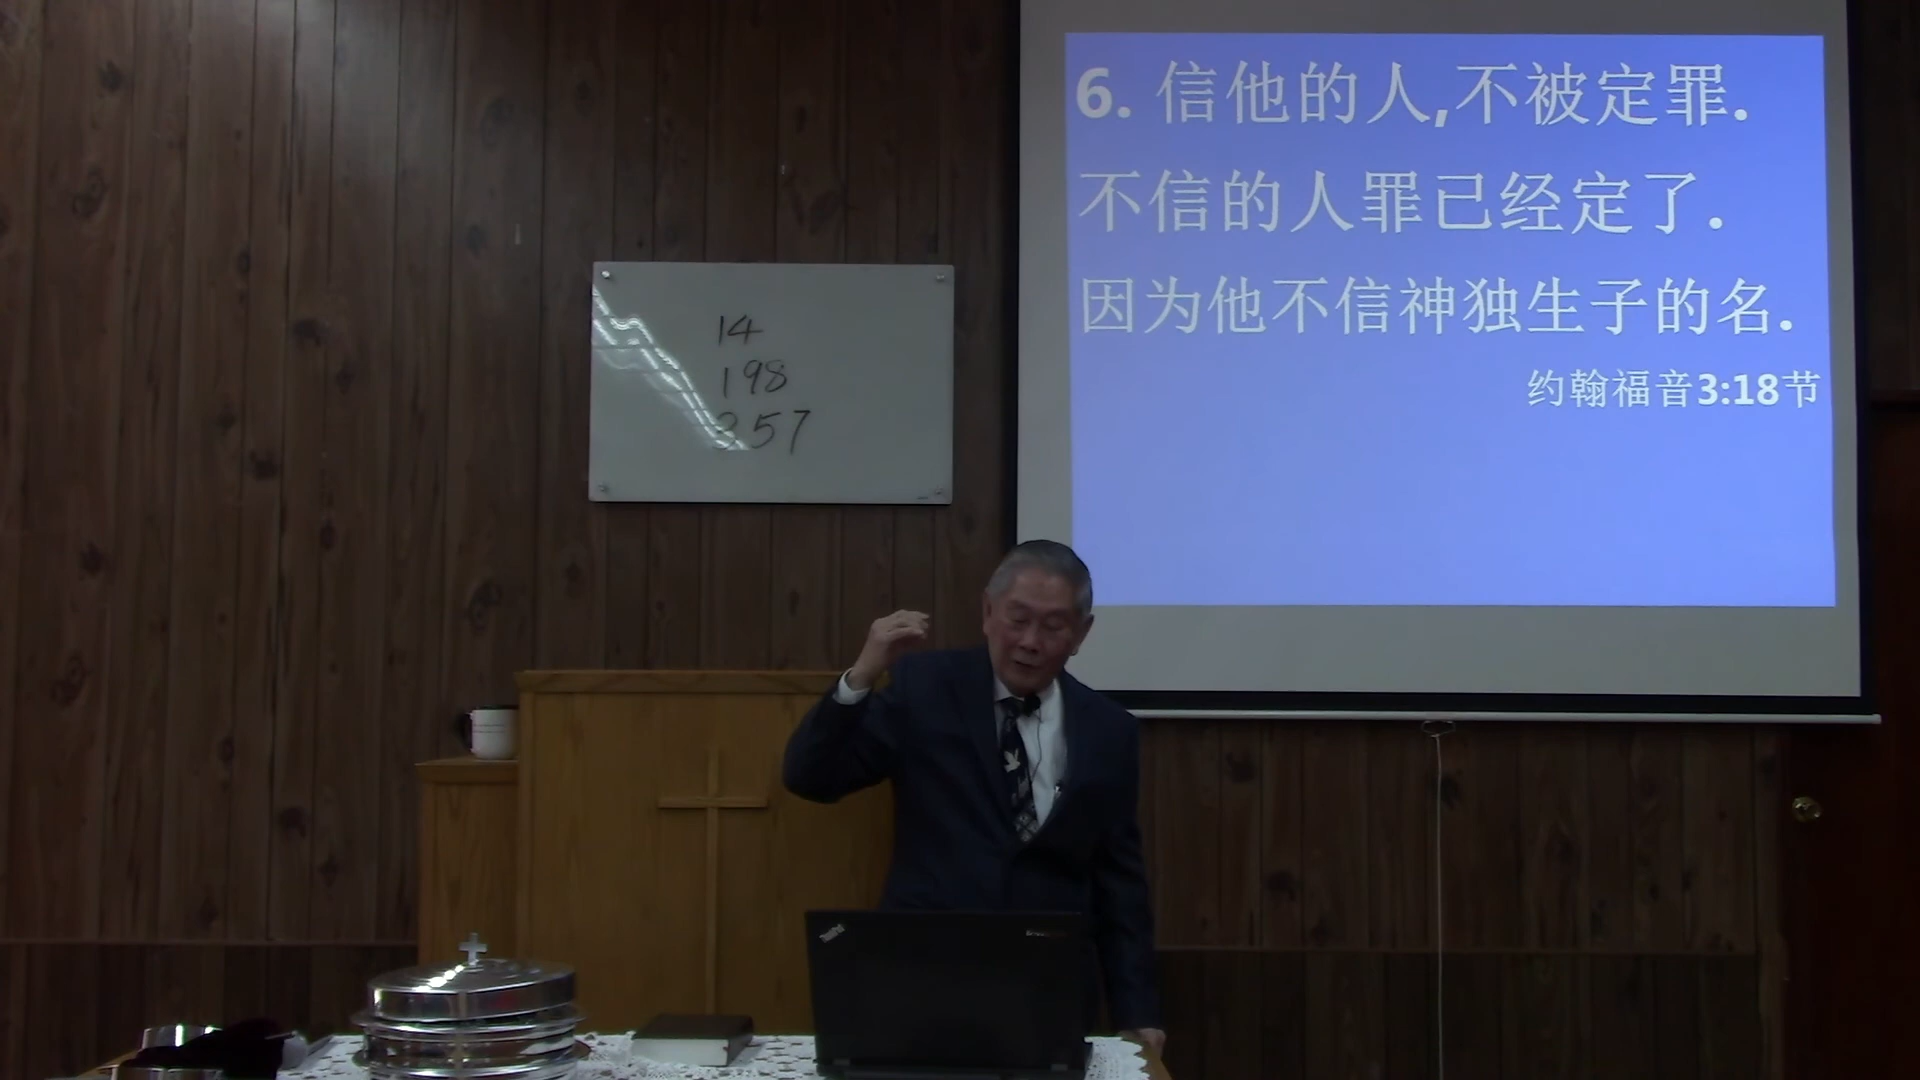 6. 信他的人,不被定罪.
不信的人罪已经定了.
因为他不信神独生子的名.
约翰福音3:18节
14
198
357
ThinkPad